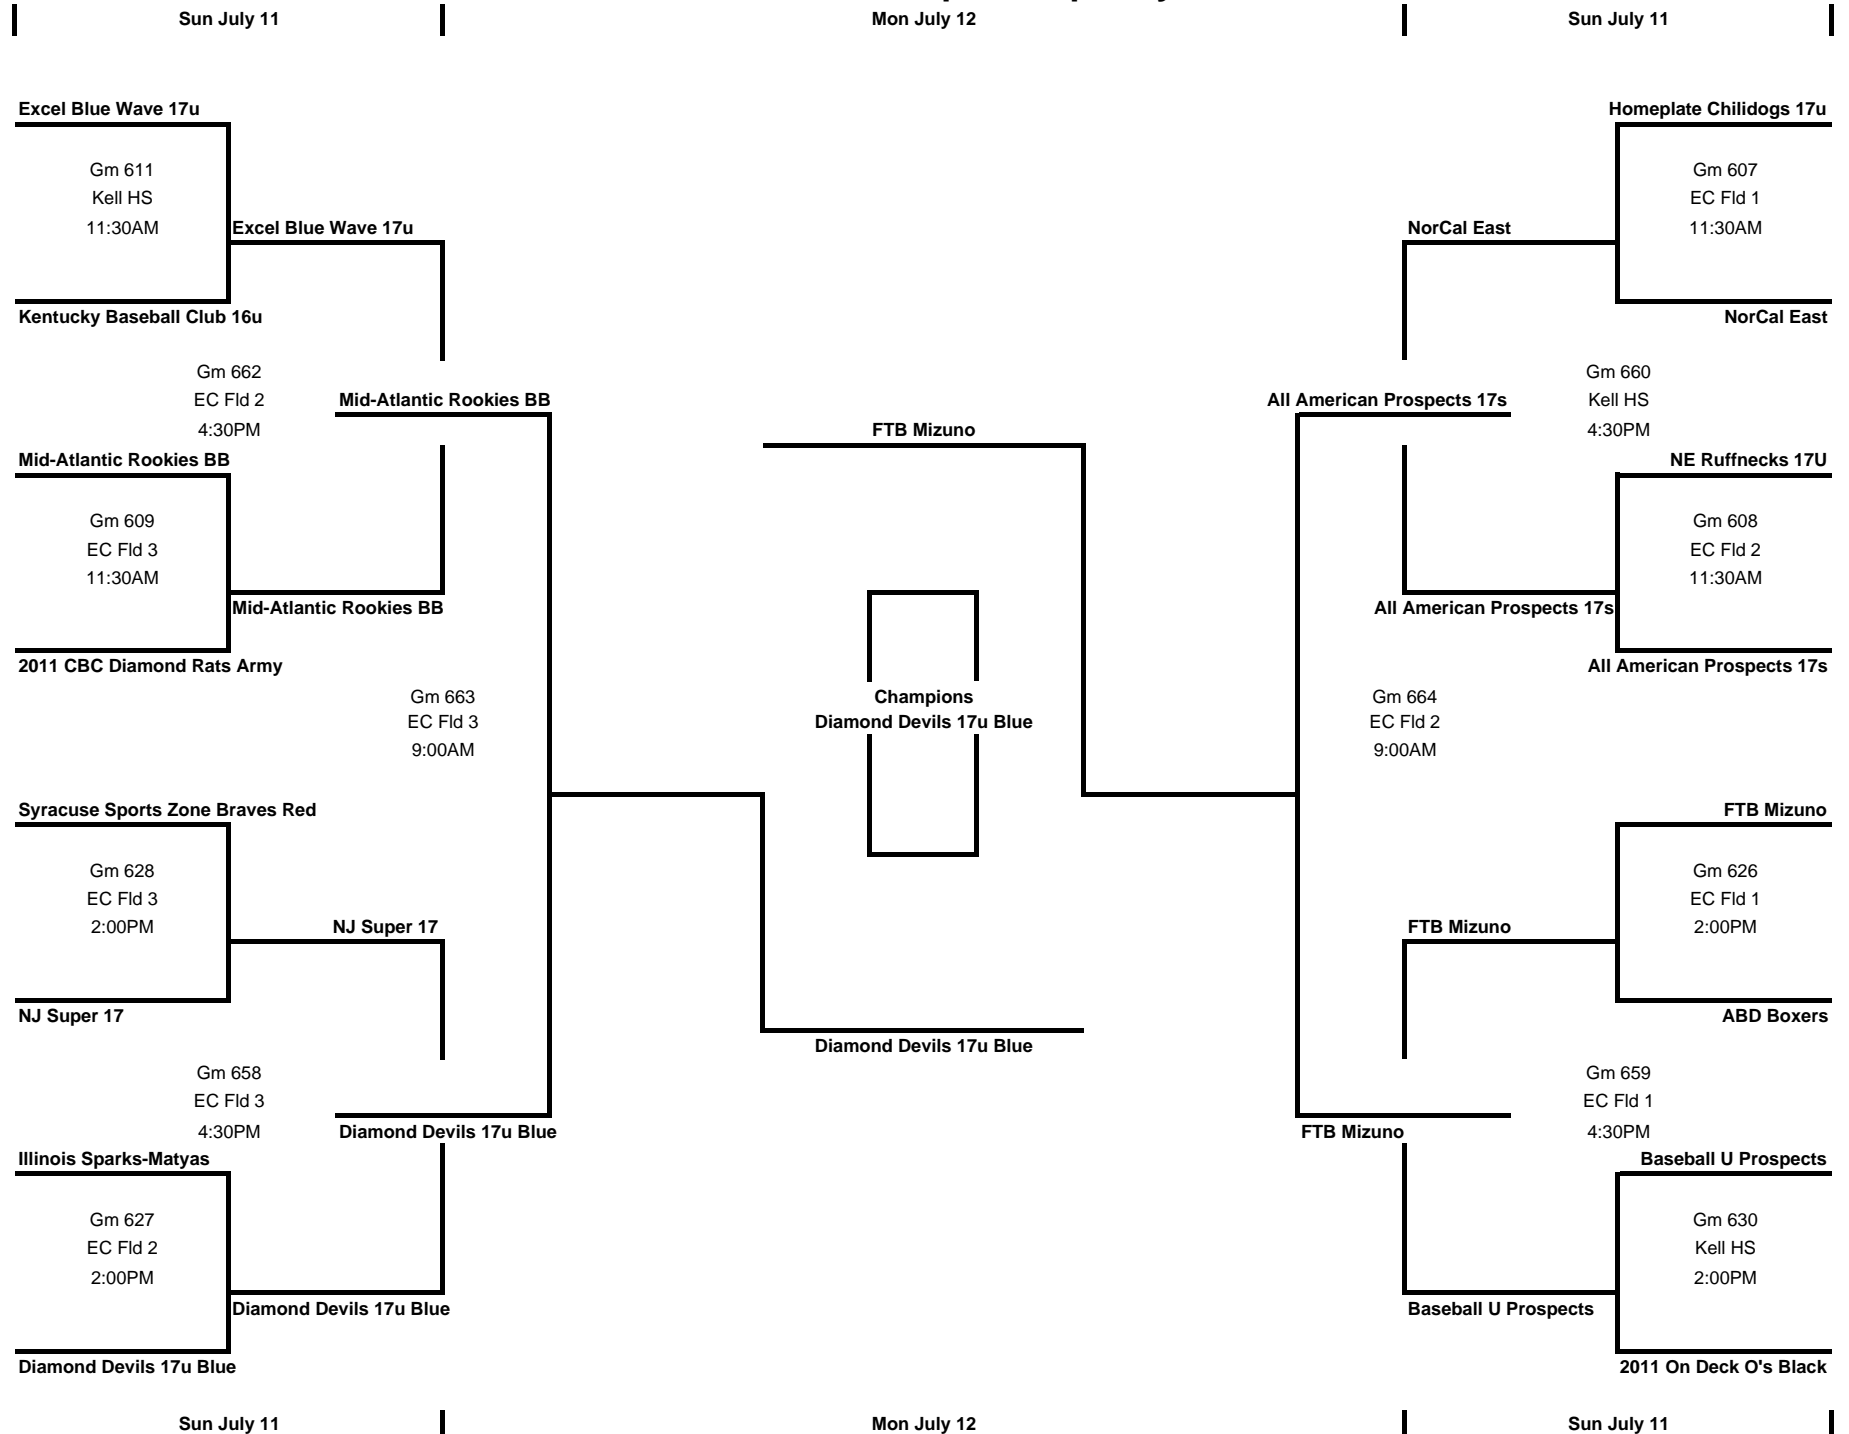 Sun July 11
Mon July 12
Sun July 11
Excel Blue Wave 17u
Homeplate Chilidogs 17u
Gm 611
Kell HS
11:30AM
Gm 607
EC Fld 1
11:30AM
Excel Blue Wave 17u
NorCal East
Kentucky Baseball Club 16u
NorCal East
Gm 662
EC Fld 2
4:30PM
Mid-Atlantic Rookies BB
FTB Mizuno
All American Prospects 17s
Gm 660
Kell HS
4:30PM
Mid-Atlantic Rookies BB
NE Ruffnecks 17U
Gm 609
EC Fld 3
11:30AM
Gm 608
EC Fld 2
11:30AM
Mid-Atlantic Rookies BB
All American Prospects 17s
2011 CBC Diamond Rats Army
All American Prospects 17s
Gm 663
EC Fld 3
9:00AM
Champions
Diamond Devils 17u Blue
Gm 664
EC Fld 2
9:00AM
Syracuse Sports Zone Braves Red
FTB Mizuno
Gm 628
EC Fld 3
2:00PM
Gm 626
EC Fld 1
2:00PM
NJ Super 17
FTB Mizuno
NJ Super 17
ABD Boxers
Diamond Devils 17u Blue
Gm 658
EC Fld 3
4:30PM
Gm 659
EC Fld 1
4:30PM
Diamond Devils 17u Blue
FTB Mizuno
Illinois Sparks-Matyas
Baseball U Prospects
Gm 627
EC Fld 2
2:00PM
Gm 630
Kell HS
2:00PM
Diamond Devils 17u Blue
Baseball U Prospects
Diamond Devils 17u Blue
2011 On Deck O's Black
Sun July 11
Mon July 12
Sun July 11